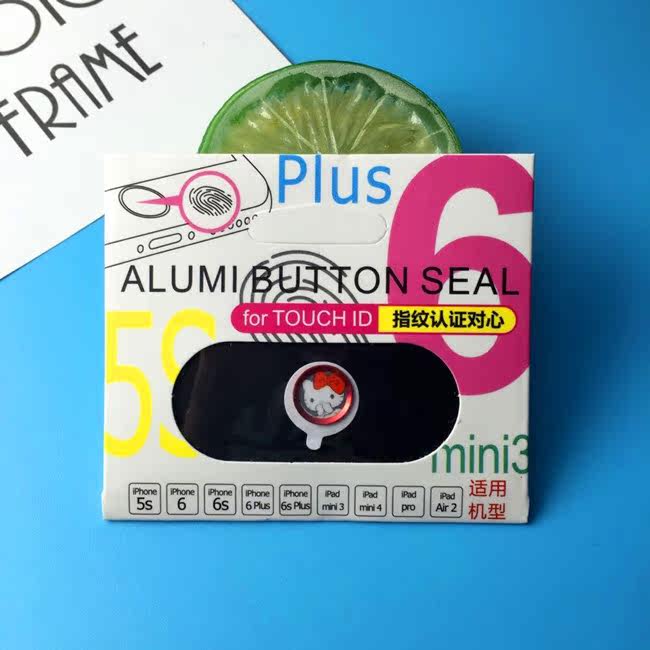 FRAME
Plus
6
ALUMI BUTTON SEAL
for TOUCH ID 指纹认证对心
5S
mini3
iPhone 5s iPhone 6 iPhone 6s iPhone 6 Plus iPhone 6s Plus iPad mini 3 iPad mini 4 iPad pro iPad Air 2 适用
机型